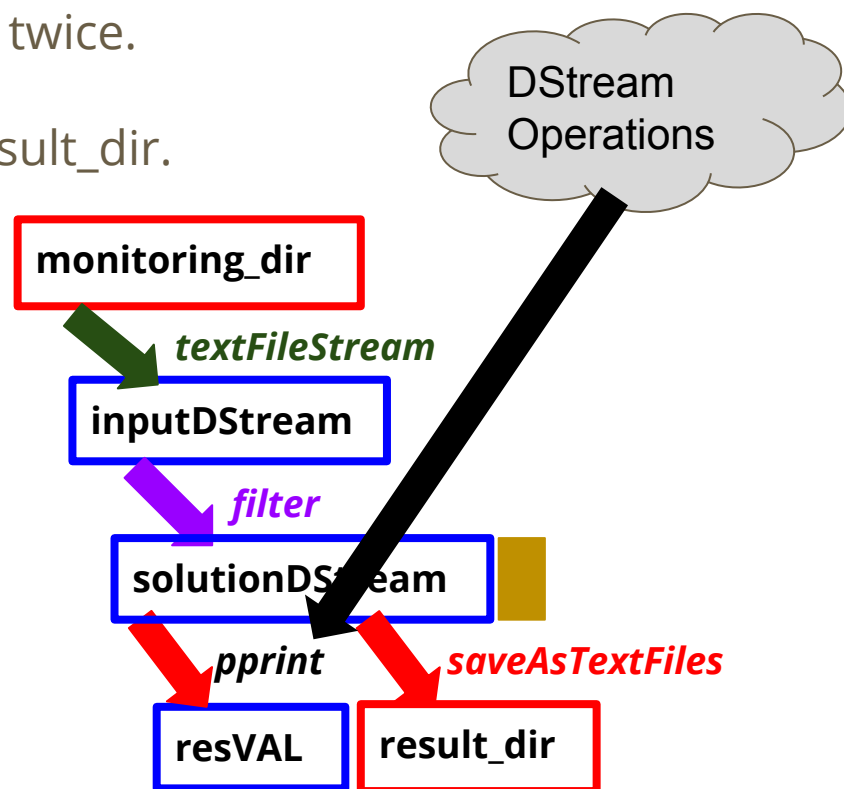 twice.
DStream
Operations
sult_dir.
monitoring_dir
textFileStream
inputDStream
filter
solutionDStream
pprint
saveAsTextFiles
resVAL
result_dir